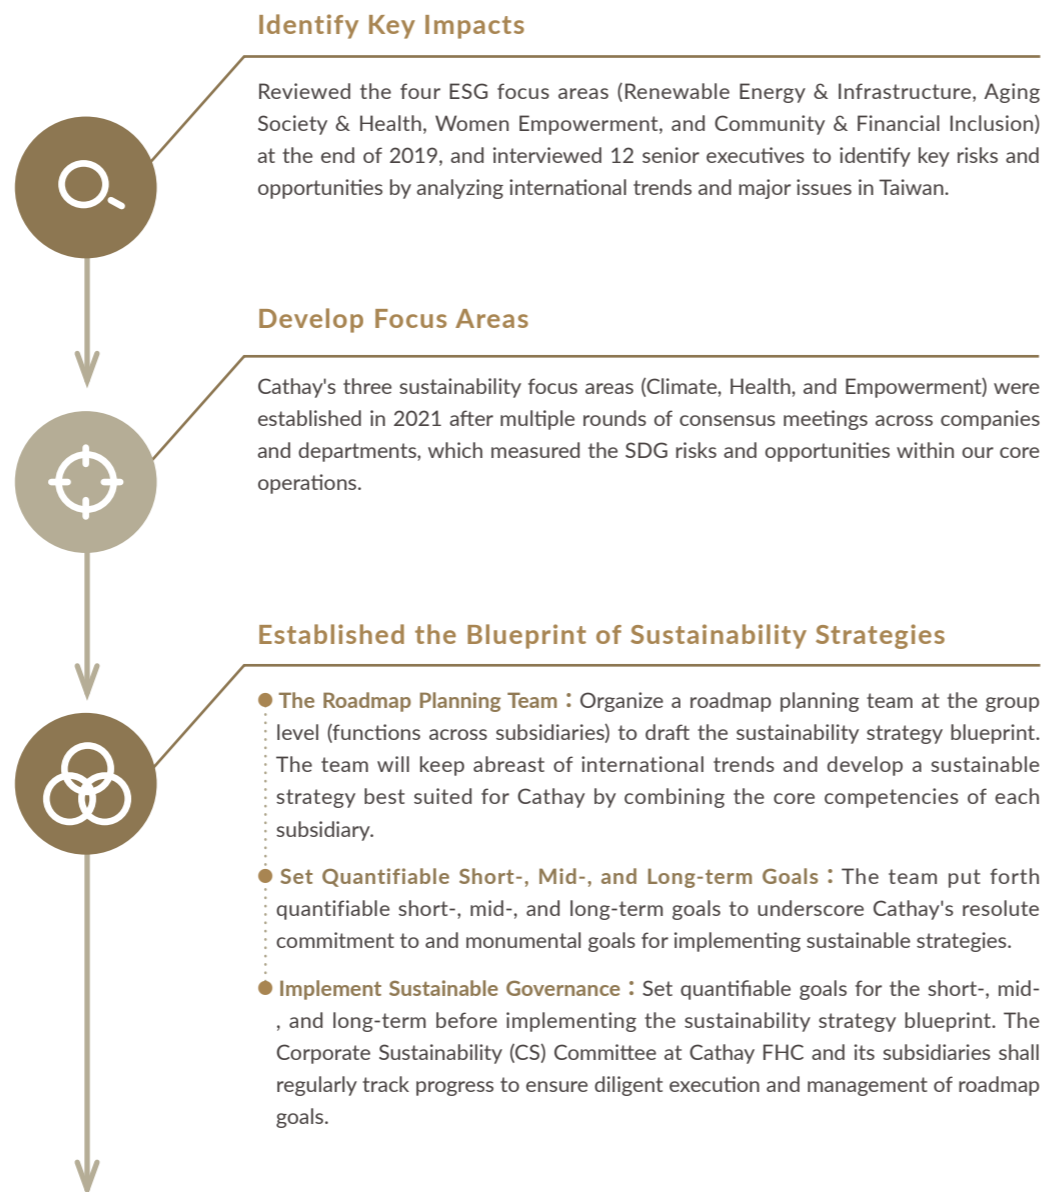 Identify Key Impacts
Reviewed the four ESG focus areas (Renewable Energy & Infrastructure, Aging
Society & Health, Women Empowerment, and Community & Financial Inclusion)
at the end of 2019, and interviewed 12 senior executives to identify key risks and
opportunities by analyzing international trends and major issues in Taiwan.
Develop Focus Areas
Cathay's three sustainability focus areas (Climate, Health, and Empowerment) were
established in 2021 after multiple rounds of consensus meetings across companies
and departments, which measured the SDG risks and opportunities within our core
operations.
Established the Blueprint of Sustainability Strategies
● The Roadmap Planning Team：Organize a roadmap planning team at the group
level (functions across subsidiaries) to draft the sustainability strategy blueprint.
The team will keep abreast of international trends and develop a sustainable
strategy best suited for Cathay by combining the core competencies of each
subsidiary.
● Set Quantifiable Short-, Mid-, and Long-term Goals：The team put forth
quantifiable short-, mid-, and long-term goals to underscore Cathay's resolute
commitment to and monumental goals for implementing sustainable strategies.
● Implement Sustainable Governance：Set quantifiable goals for the short-, mid-
, and long-term before implementing the sustainability strategy blueprint. The
Corporate Sustainability (CS) Committee at Cathay FHC and its subsidiaries shall
regularly track progress to ensure diligent execution and management of roadmap
goals.